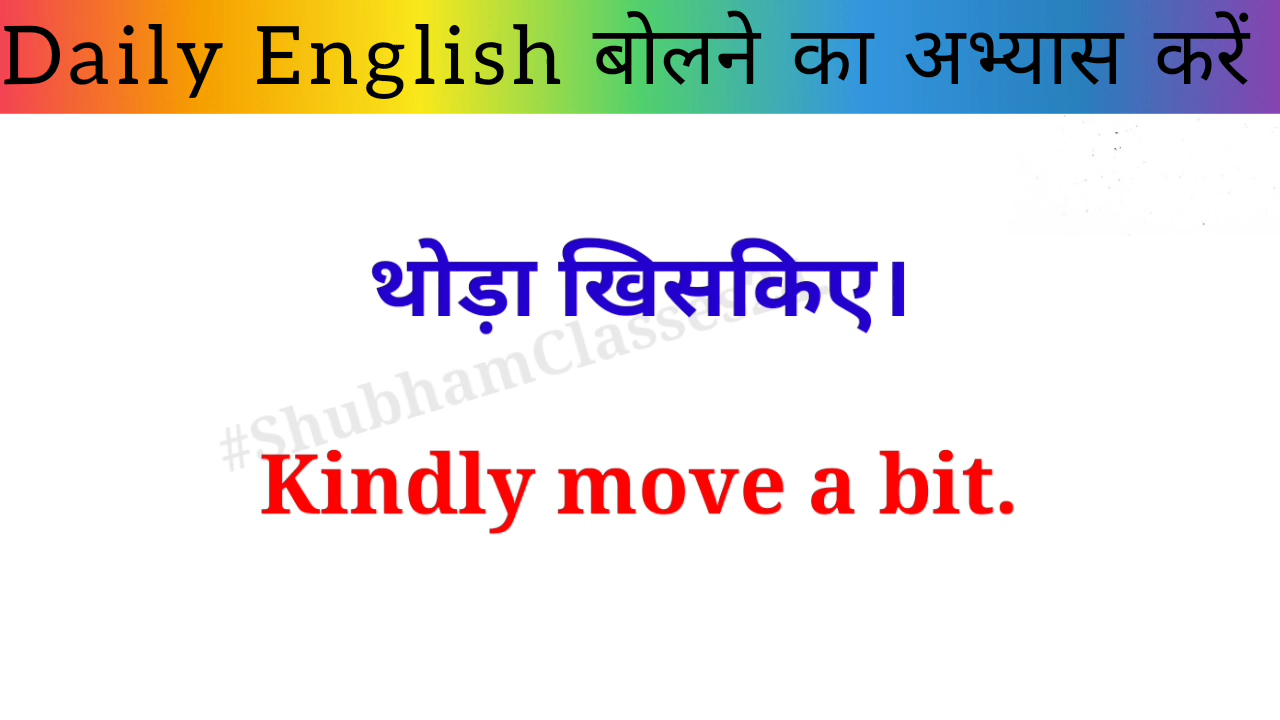 Daily English बोलने का अभ्यास करें
थोड़ा खिसकिए।
#ShubhamClasses
Kindly move a bit.